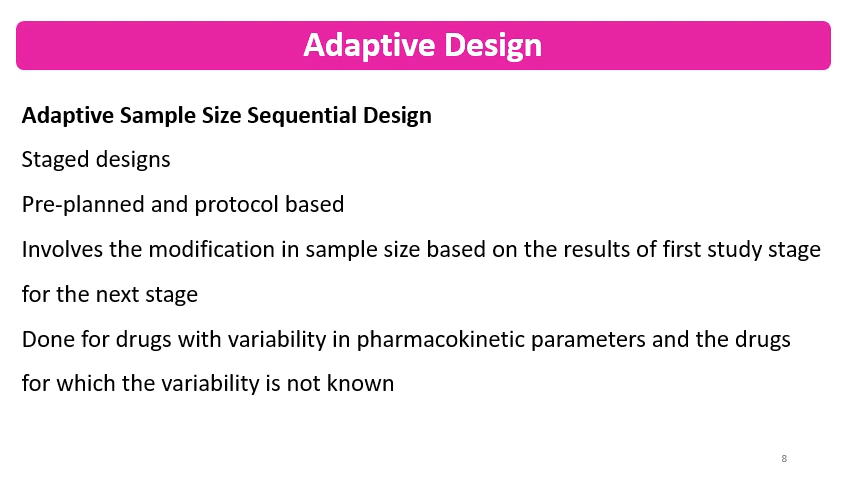 Adaptive Design
Adaptive Sample Size Sequential Design
Staged designs
Pre-planned and protocol based
Involves the modification in sample size based on the results of first study stage
for the next stage
Done for drugs with variability in pharmacokinetic parameters and the drugs
for which the variability is not known
8